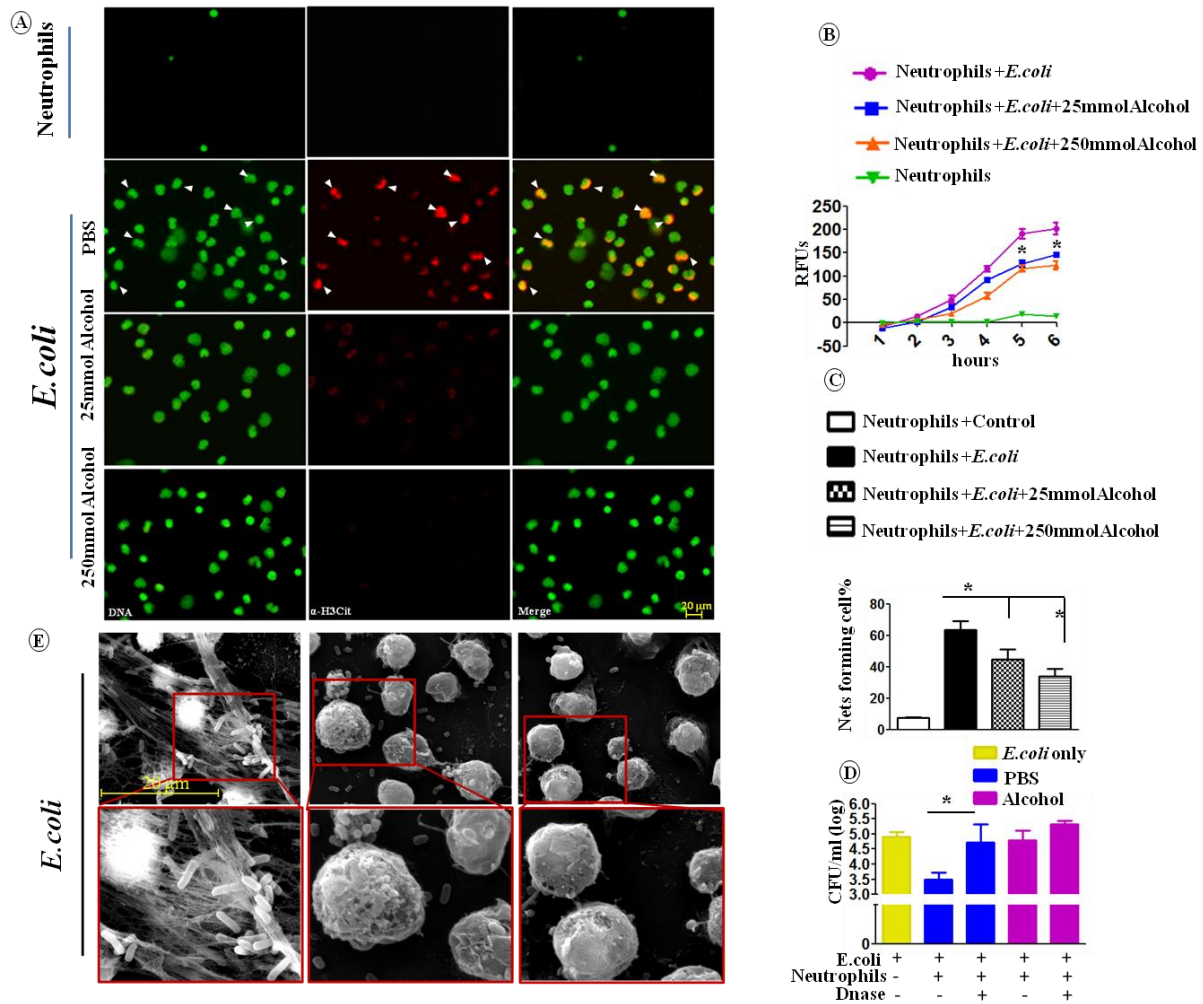 A
Neutrophils
E.coli
PBS
25mmol Alcohol
250mmol Alcohol
DNA
α-H3Cit
Merge
20 µm
B
Neutrophils+E.coli
Neutrophils+E.coli+25mmolAlcohol
Neutrophils+E.coli+250mmolAlcohol
Neutrophils
RFUs
250
200
150
100
50
0
-50
* *
1 2 3 4 5 6
hours
C
Neutrophils+Control
Neutrophils+E.coli
Neutrophils+E.coli+25mmolAlcohol
Neutrophils+E.coli+250mmolAlcohol
Nets forming cell%
80
60
40
20
0
* *
D
E.coli only
PBS
Alcohol
CFU/ml (log)
6.0
5.5
5.0
4.5
4.0
3.5
3.0
0
*
E.coli + + + + +
Neutrophils - + + + +
Dnase - - + - +
E
E.coli
20 µm